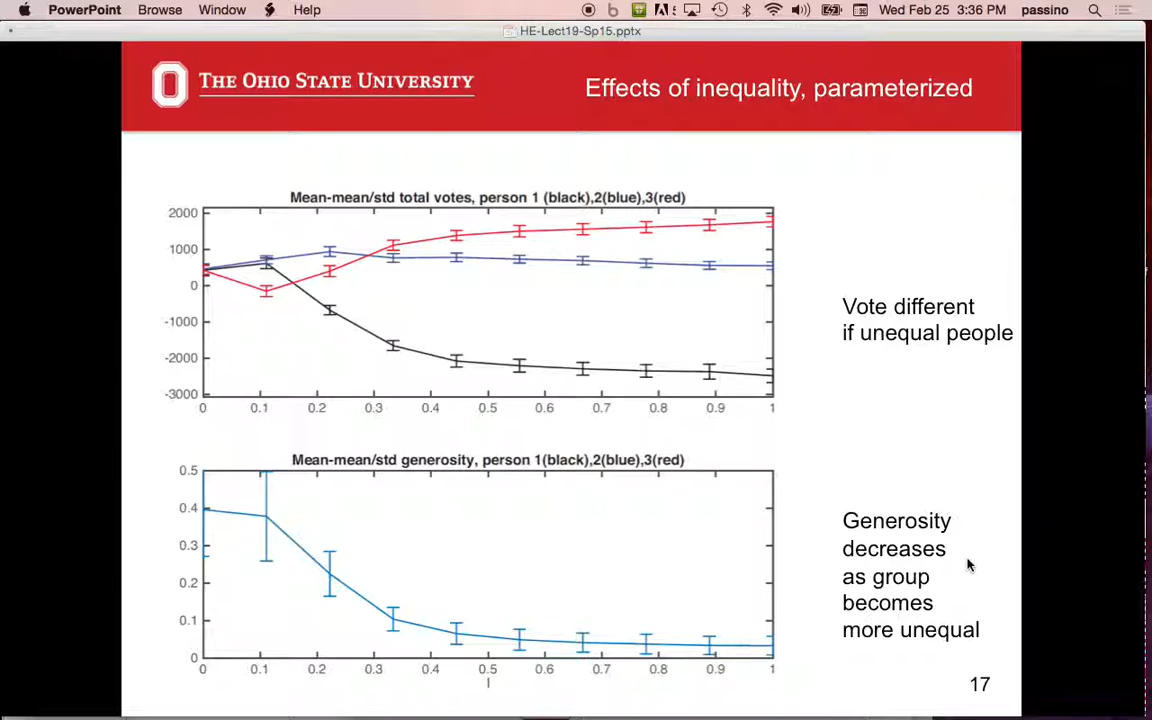 PowerPoint Browse Window Help Wed Feb 25 3:36 PM passino
HE-Lect19-Sp15.pptx
THE OHIO STATE UNIVERSITY
Effects of inequality, parameterized
Mean-mean/std total votes, person 1 (black),2(blue),3(red)
2000
1000
0
-1000
-2000
-3000
0 0.1 0.2 0.3 0.4 0.5 0.6 0.7 0.8 0.9 1
Vote different
if unequal people
Mean-mean/std generosity, person 1(black),2(blue),3(red)
0.5
0.4
0.3
0.2
0.1
0
0 0.1 0.2 0.3 0.4 0.5 0.6 0.7 0.8 0.9 1
I
Generosity
decreases
as group
becomes
more unequal
17